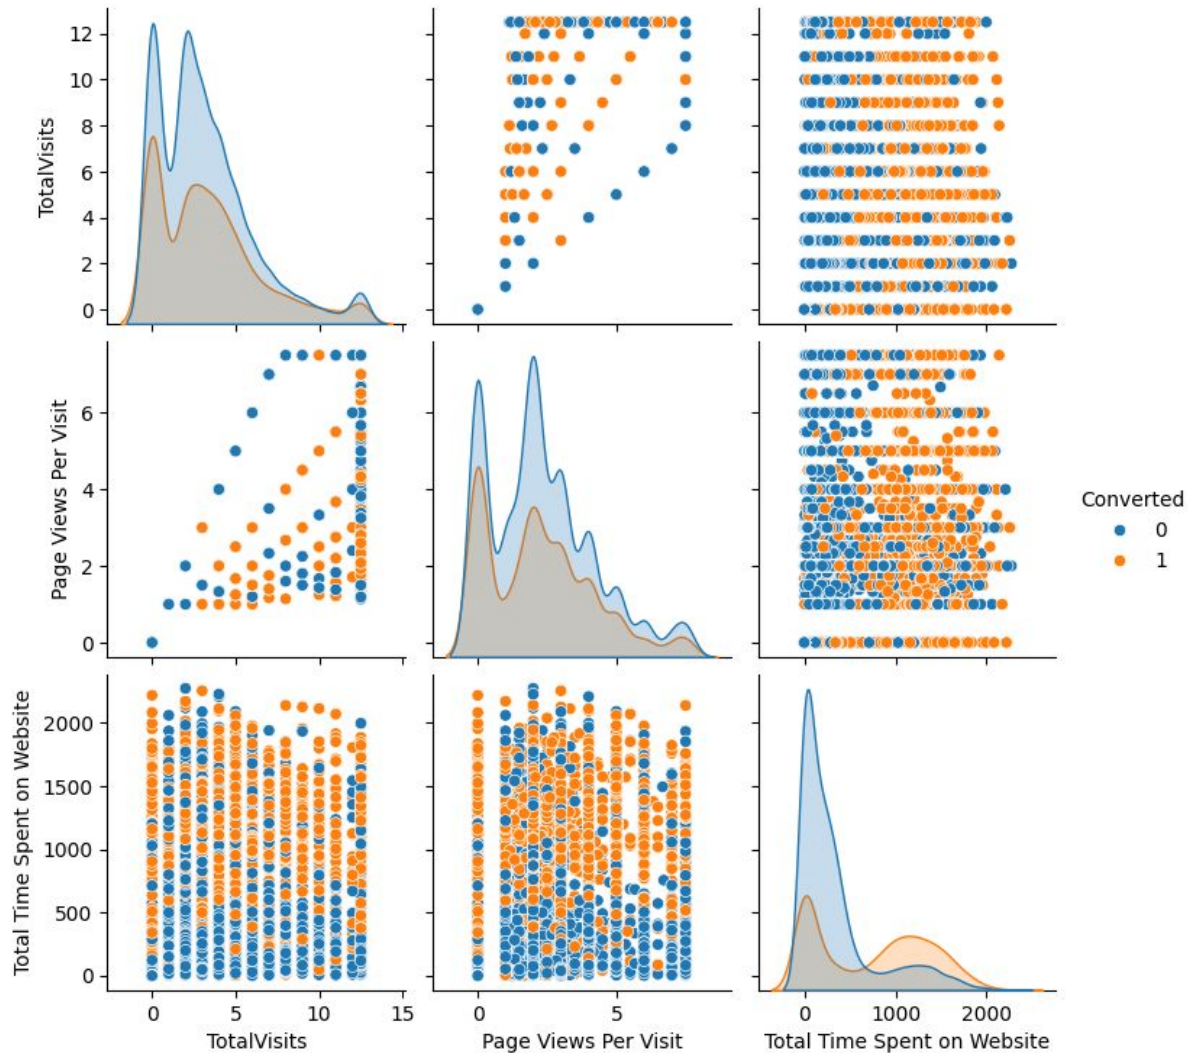 12
10
8
6
4
2
0
TotalVisits
6
4
2
0
Page Views Per Visit
Converted
0
1
2000
1500
1000
500
0
Total Time Spent on Website
0 5 10 15
TotalVisits
0 5
Page Views Per Visit
0 1000 2000
Total Time Spent on Website